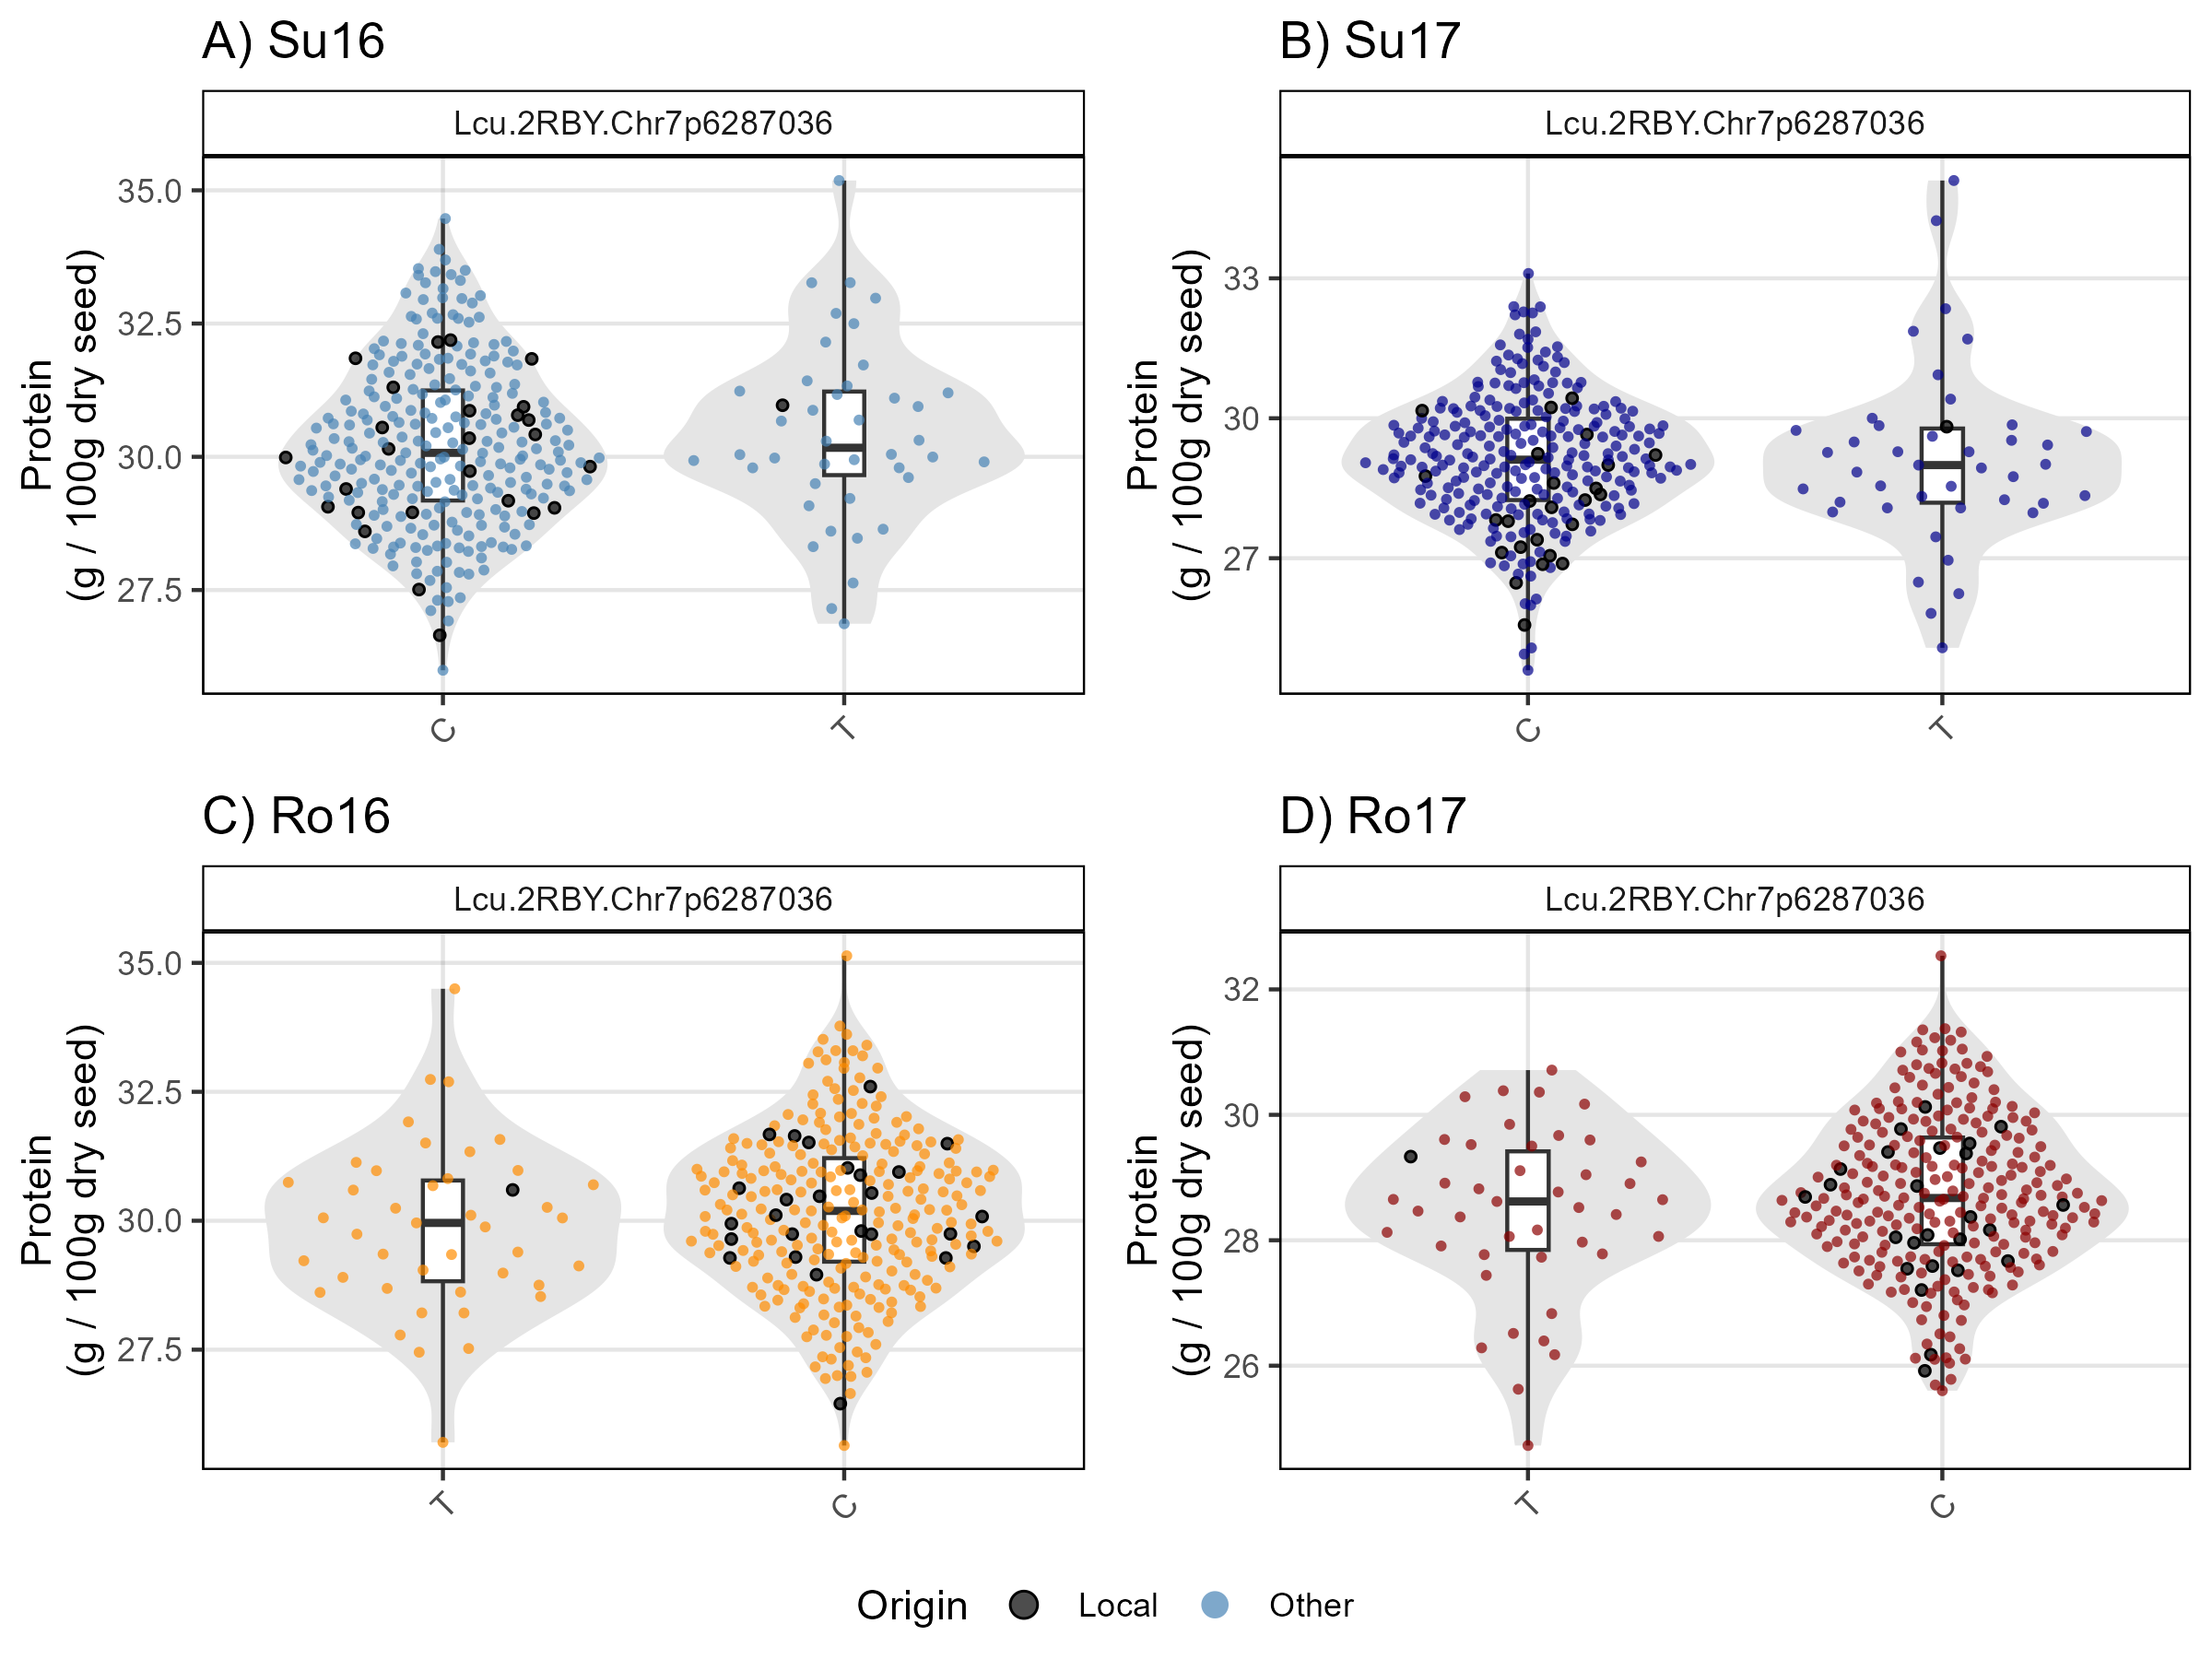 A) Su16
Lcu.2RBY.Chr7p6287036
Protein
(g / 100g dry seed)
35.0
32.5
30.0
27.5
C
T
B) Su17
Lcu.2RBY.Chr7p6287036
Protein
(g / 100g dry seed)
33
30
27
C
T
C) Ro16
Lcu.2RBY.Chr7p6287036
Protein
(g / 100g dry seed)
35.0
32.5
30.0
27.5
T
C
D) Ro17
Lcu.2RBY.Chr7p6287036
Protein
(g / 100g dry seed)
32
30
28
26
T
C
Origin Local Other